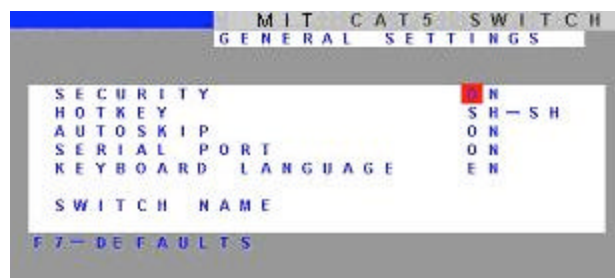 MIT CAT5 SWITCH
GENERAL SETTINGS
SECURITY ON
HOTKEY SH-SH
AUTOSKIP ON
SERIAL PORT ON
KEYBOARD LANGUAGE EN
SWITCH NAME
F7-DEFAULTS